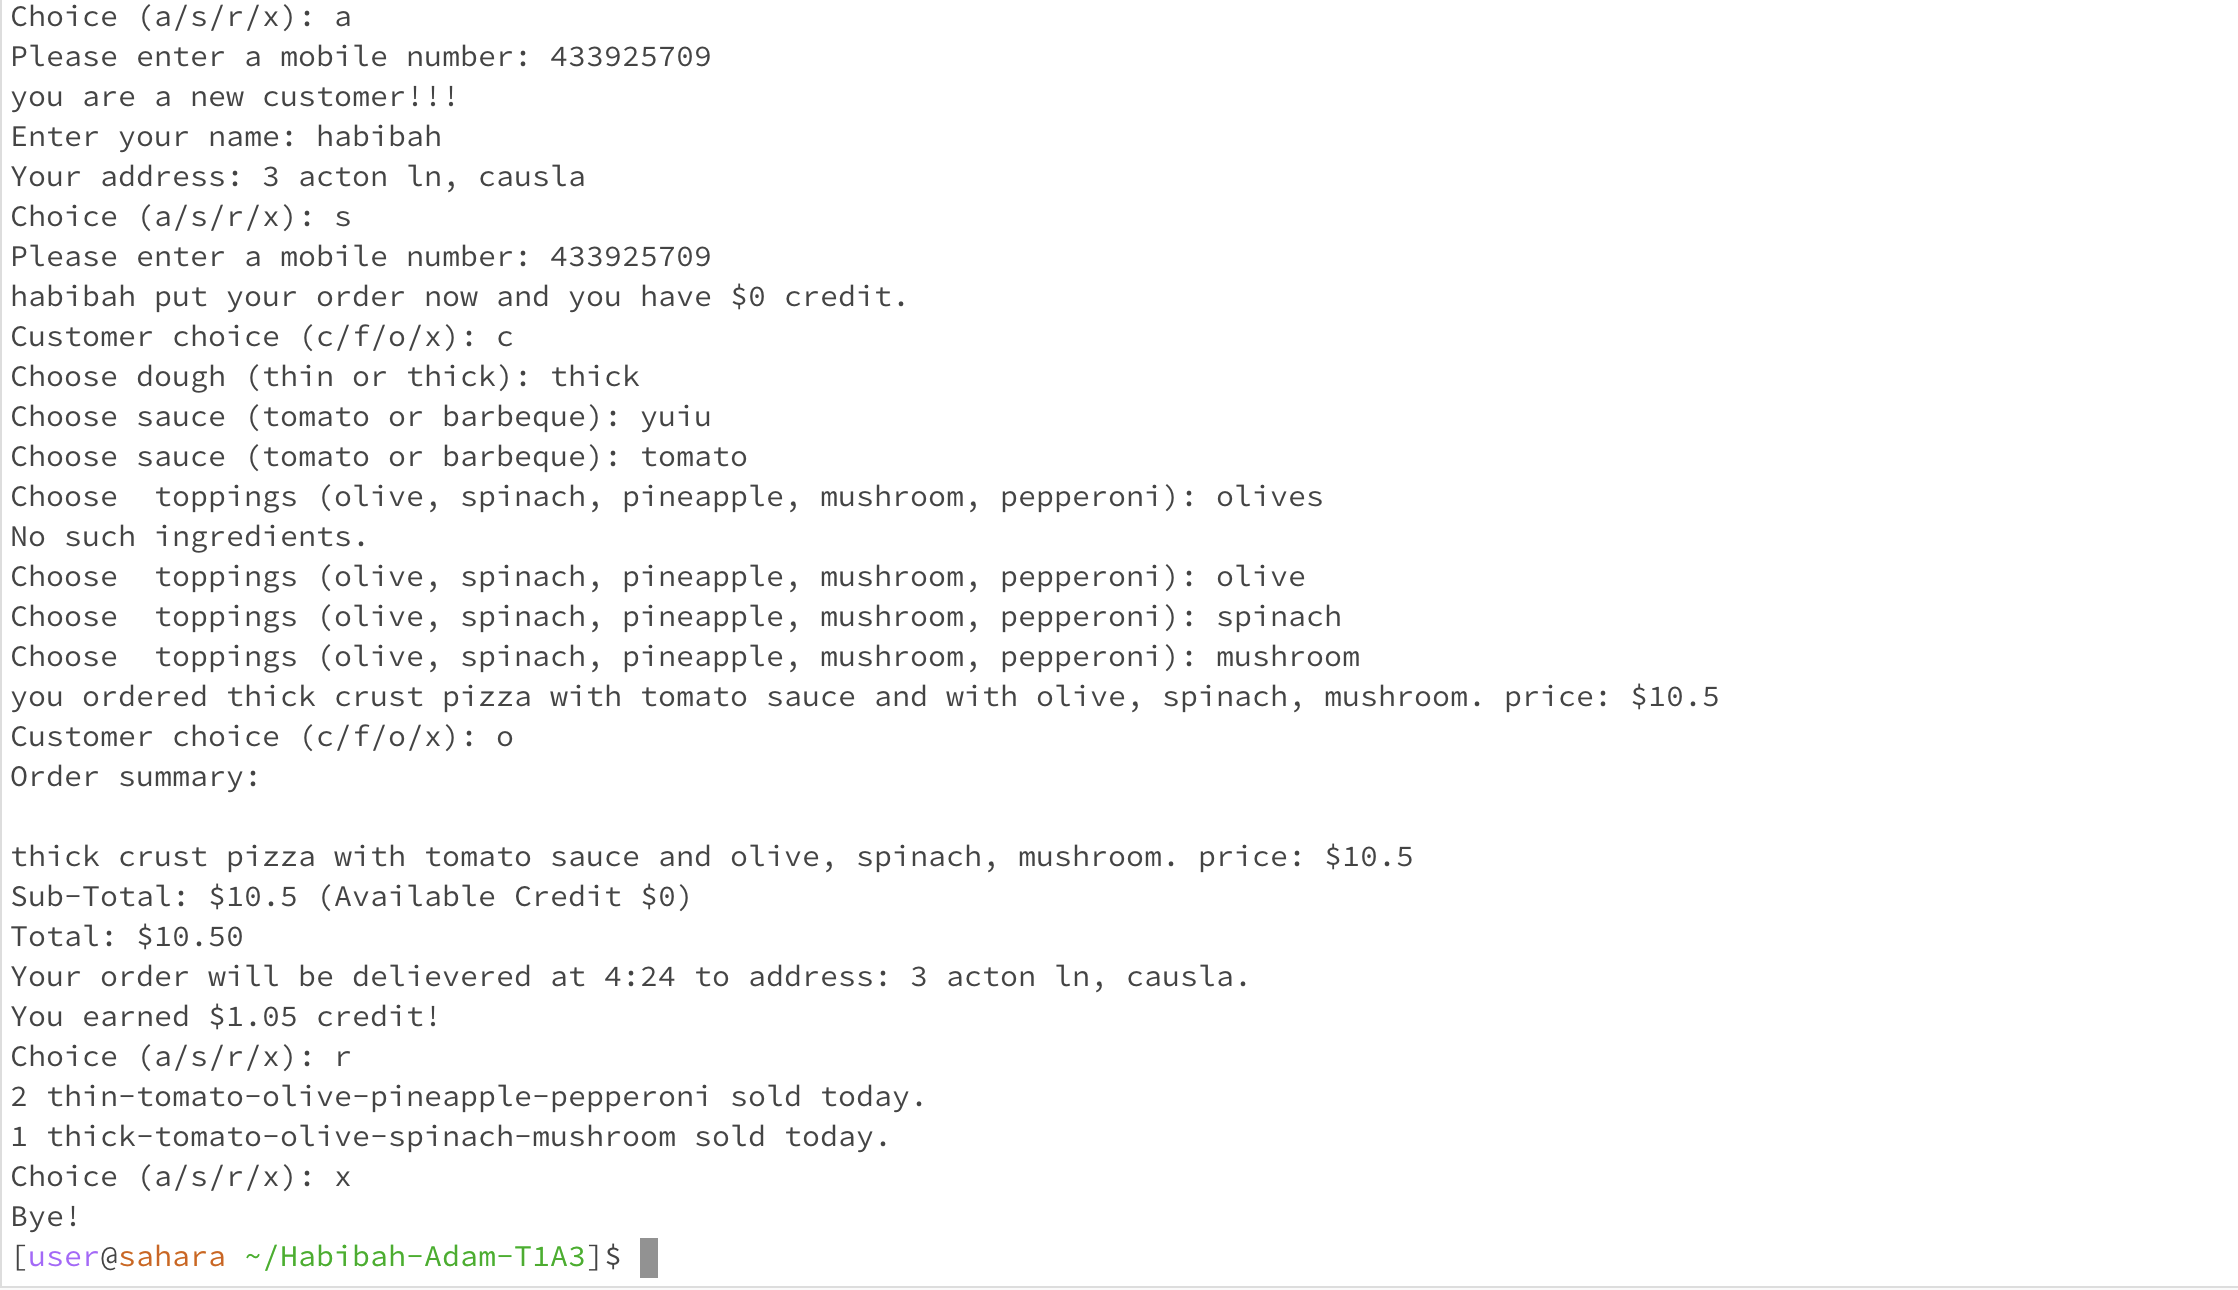 Choice (a/s/r/x): a
Please enter a mobile number: 433925709
you are a new customer!!!
Enter your name: habibah
Your address: 3 acton ln, causla
Choice (a/s/r/x): s
Please enter a mobile number: 433925709
habibah put your order now and you have $0 credit.
Customer choice (c/f/o/x): c
Choose dough (thin or thick): thick
Choose sauce (tomato or barbeque): yuiu
Choose sauce (tomato or barbeque): tomato
Choose  toppings (olive, spinach, pineapple, mushroom, pepperoni): olives
No such ingredients.
Choose  toppings (olive, spinach, pineapple, mushroom, pepperoni): olive
Choose  toppings (olive, spinach, pineapple, mushroom, pepperoni): spinach
Choose  toppings (olive, spinach, pineapple, mushroom, pepperoni): mushroom
you ordered thick crust pizza with tomato sauce and with olive, spinach, mushroom. price: $10.5
Customer choice (c/f/o/x): o
Order summary:

thick crust pizza with tomato sauce and olive, spinach, mushroom. price: $10.5
Sub-Total: $10.5 (Available Credit $0)
Total: $10.50
Your order will be delievered at 4:24 to address: 3 acton ln, causla.
You earned $1.05 credit!
Choice (a/s/r/x): r
2 thin-tomato-olive-pineapple-pepperoni sold today.
1 thick-tomato-olive-spinach-mushroom sold today.
Choice (a/s/r/x): x
Bye!
[user@sahara ~/Habibah-Adam-T1A3]$